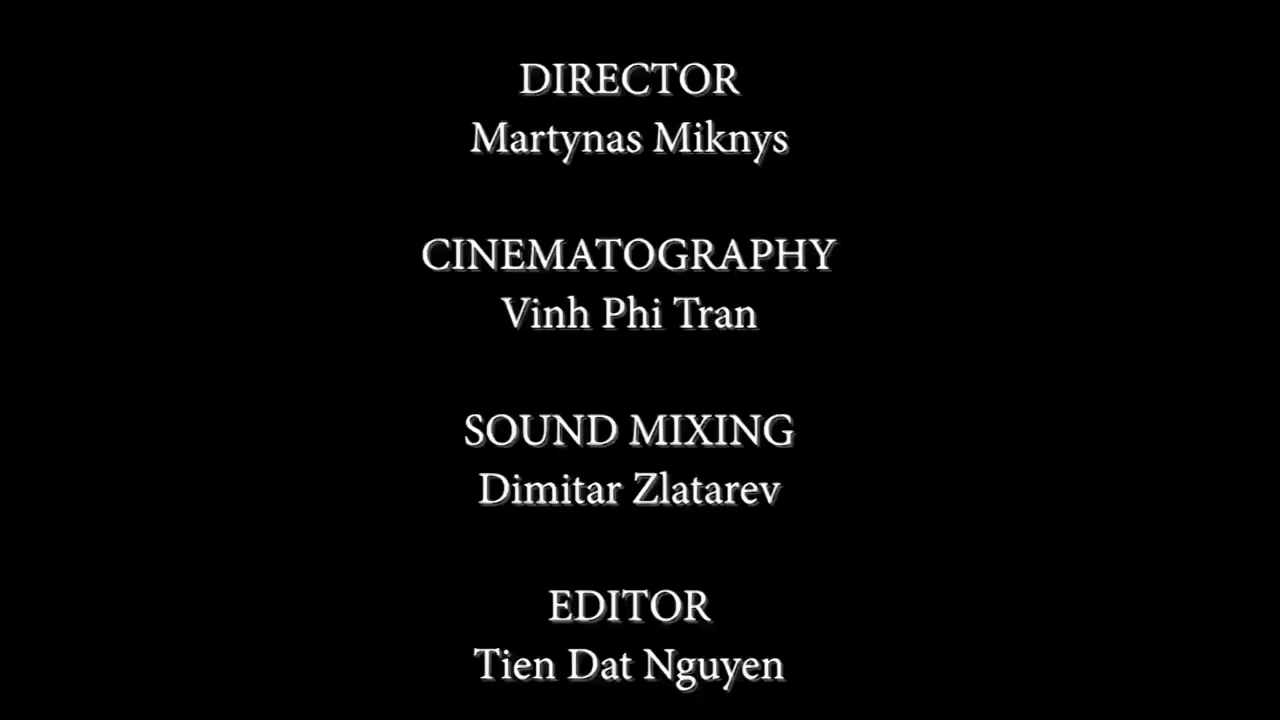 DIRECTOR
Martynas Miknys
CINEMATOGRAPHY
Vinh Phi Tran
SOUND MIXING
Dimitar Zlatarev
EDITOR
Tien Dat Nguyen